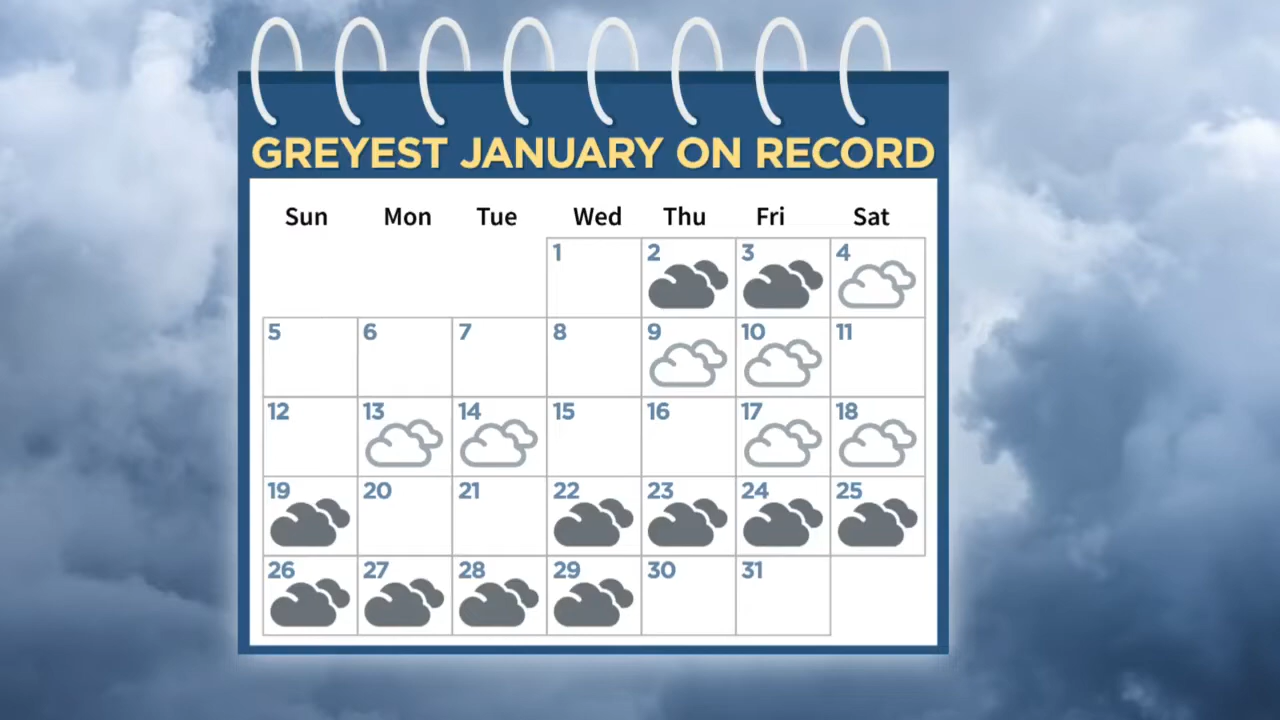 GREYEST JANUARY ON RECORD
Sun Mon Tue Wed Thu Fri Sat
1 2 3 4
5 6 7 8 9 10 11
12 13 14 15 16 17 18
19 20 21 22 23 24 25
26 27 28 29 30 31